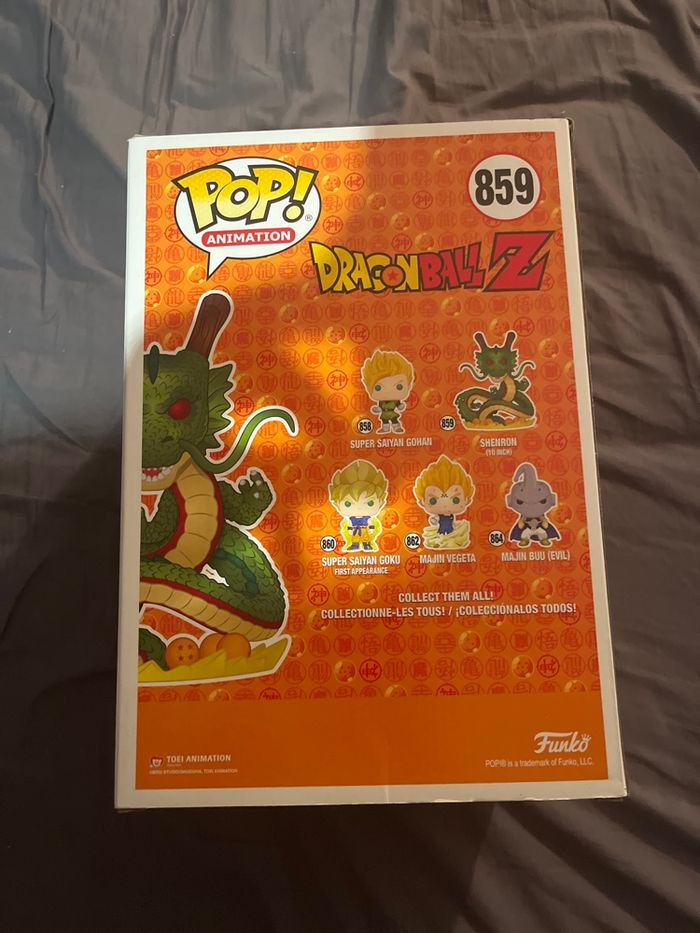 POP!®
ANIMATION
859
DRAGONBALL Z
858
SUPER SAIYAN GOHAN
859
SHENRON
(10 INCH)
860
SUPER SAIYAN GOKU
FIRST APPEARANCE
862
MAJIN VEGETA
864
MAJIN BUU (EVIL)
COLLECT THEM ALL!
COLLECTIONNE-LES TOUS! / ¡COLECCIÓNALOS TODOS!
TOEI ANIMATION
Funko
POP!® is a trademark of Funko, LLC.